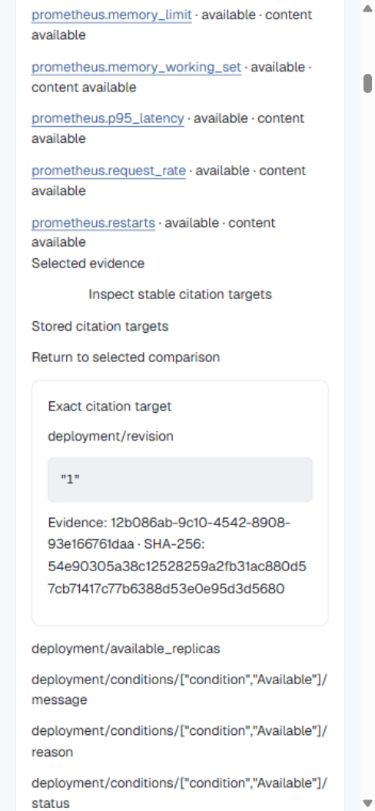 prometheus.memory_limit · available · content
available
prometheus.memory_working_set · available ·
content available
prometheus.p95_latency · available · content
available
prometheus.request_rate · available · content
available
prometheus.restarts · available · content
available
Selected evidence
Inspect stable citation targets
Stored citation targets
Return to selected comparison
Exact citation target
deployment/revision
"1"
Evidence: 12b086ab-9c10-4542-8908-
93e166761daa · SHA-256:
54e90305a38c12528259a2fb31ac880d5
7cb71417c77b6388d53e0e95d3d5680
deployment/available_replicas
deployment/conditions/["condition","Available"]/
message
deployment/conditions/["condition","Available"]/
reason
deployment/conditions/["condition","Available"]/
status